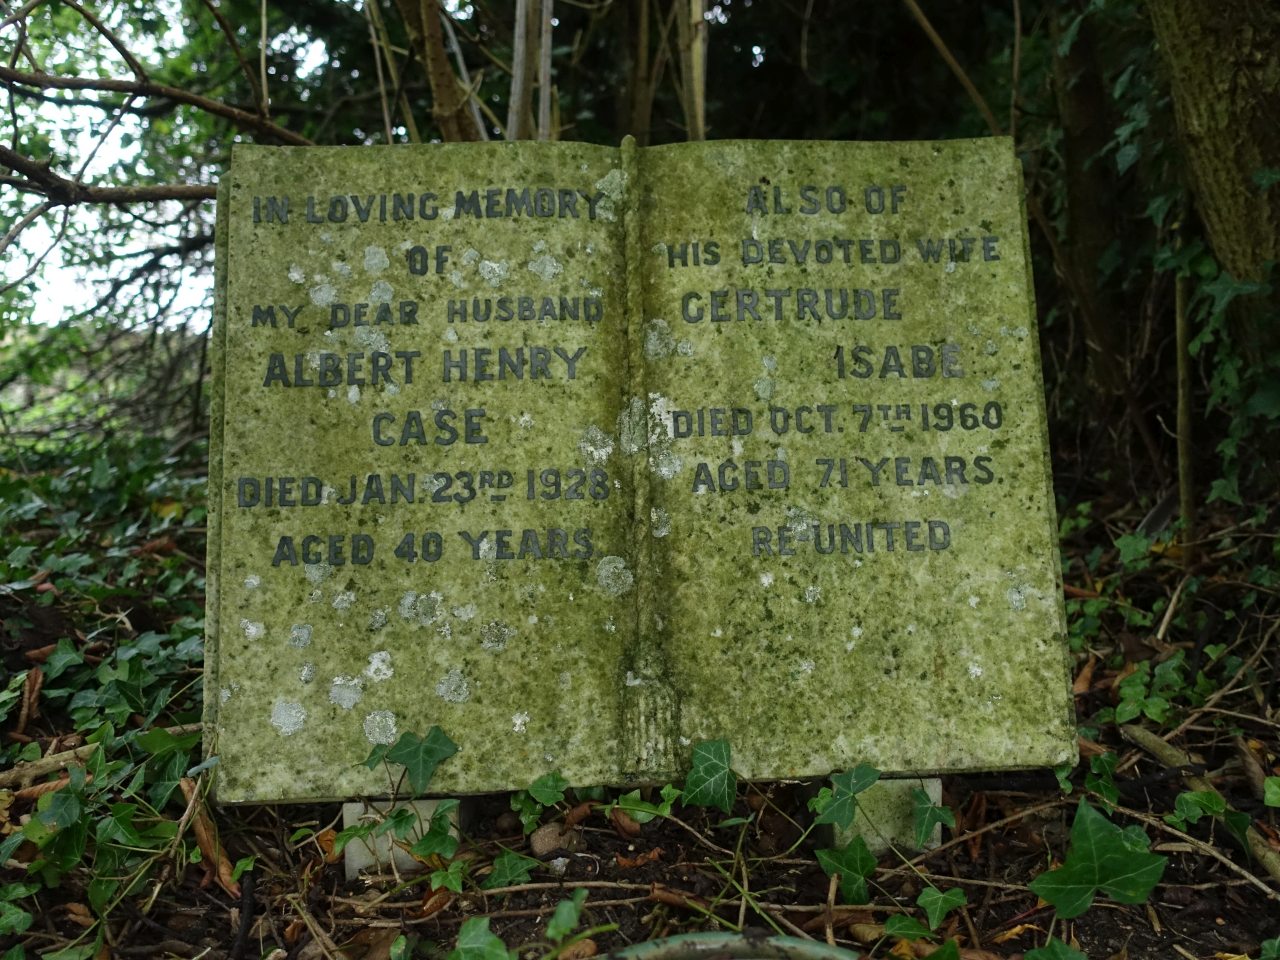 IN LOVING MEMORY
OF
MY DEAR HUSBAND
ALBERT HENRY
CASE
DIED JAN. 23RD 1928
AGED 40 YEARS
ALSO OF
HIS DEVOTED WIFE
GERTRUDE
ISABE
DIED OCT. 7TH 1960
AGED 71 YEARS.
RE-UNITED